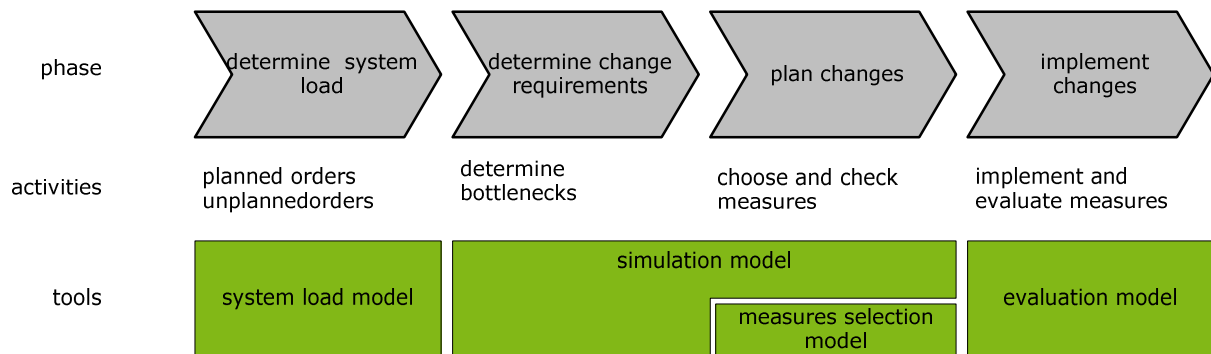 phase
determine system
load
determine change
requirements
plan changes
implement
changes
activities
planned orders
unplannedorders
determine
bottlenecks
choose and check
measures
implement and
evaluate measures
tools
system load model
simulation model
measures selection
model
evaluation model